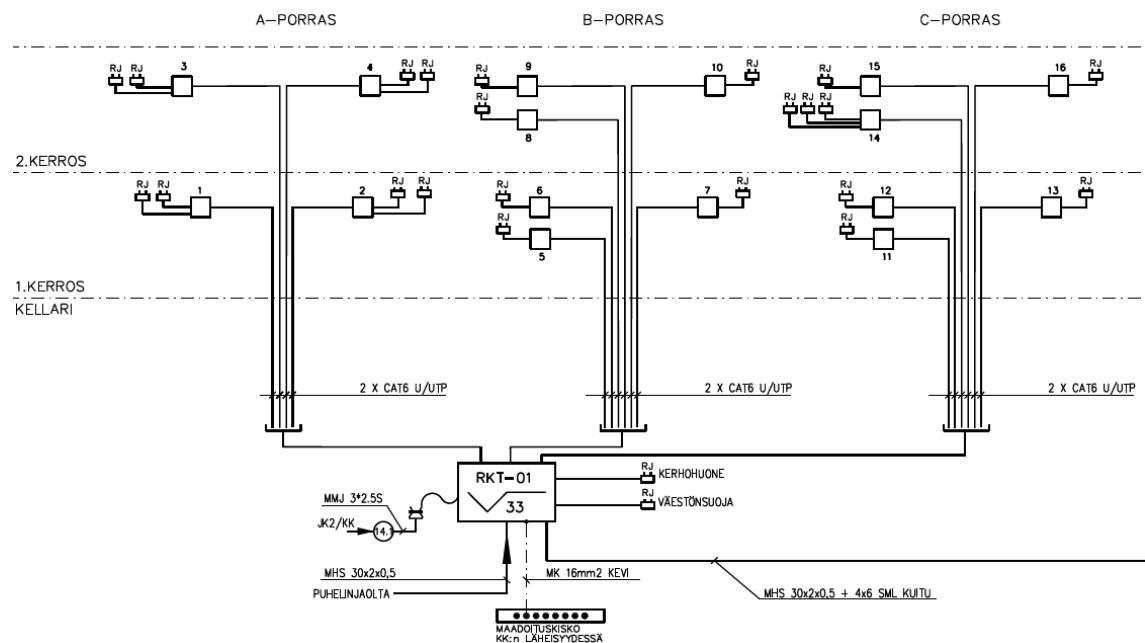 A-PORRAS
B-PORRAS
C-PORRAS
RJ RJ 3
4 RJ RJ
RJ 9
10 RJ
RJ 15
16 RJ
RJ 8
RJ RJ RJ 14
2.KERROS
RJ RJ 1
2 RJ RJ
RJ 6
7 RJ
RJ 12
13 RJ
RJ 5
RJ 11
1.KERROS
KELLARI
2 X CAT6 U/UTP
2 X CAT6 U/UTP
2 X CAT6 U/UTP
RKT-01
33
RJ KERHOHUONE
RJ VÄESTÖNSUOJA
MMJ 3*2.5S
JK2/KK
14.1
MHS 30x2x0,5
MK 16mm2 KEVI
PUHELINJAOLTA
MHS 30x2x0,5 + 4x6 SML KUITU
MAADOITUSKISKO
KK:n LÄHEISYYDESSÄ